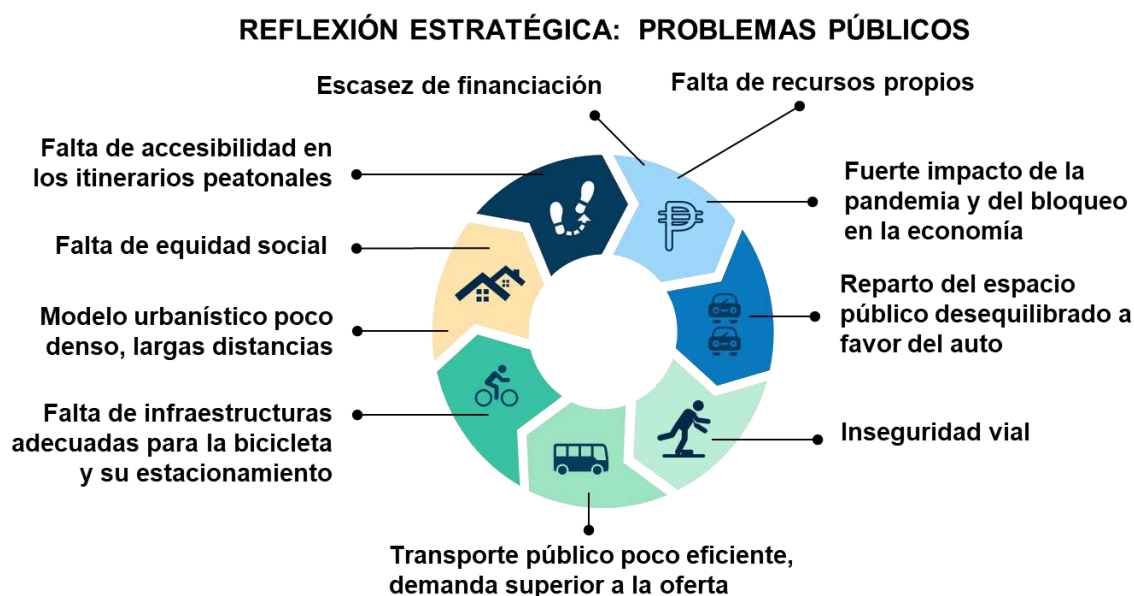 REFLEXIÓN ESTRATÉGICA: PROBLEMAS PÚBLICOS
Escasez de financiación
Falta de recursos propios
Fuerte impacto de la
pandemia y del bloqueo
en la economía
Reparto del espacio
público desequilibrado a
favor del auto
Inseguridad vial
Transporte público poco eficiente,
demanda superior a la oferta
Falta de infraestructuras
adecuadas para la bicicleta
y su estacionamiento
Modelo urbanístico poco
denso, largas distancias
Falta de equidad social
Falta de accesibilidad en
los itinerarios peatonales